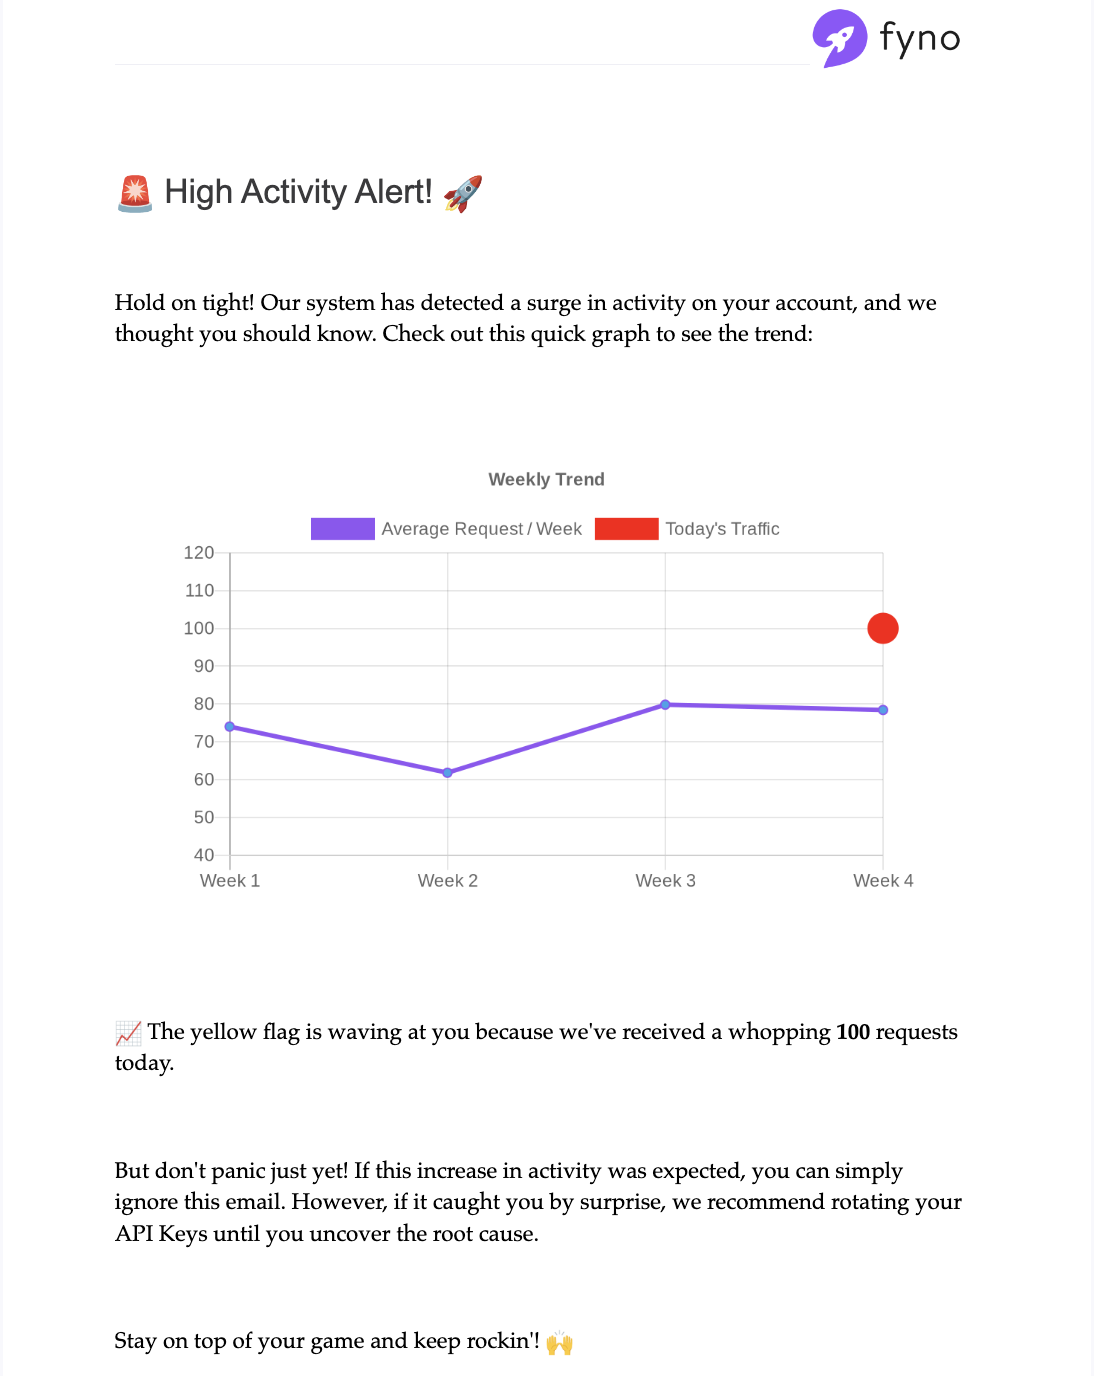 fyno
🚨 High Activity Alert! 🚀
Hold on tight! Our system has detected a surge in activity on your account, and we
thought you should know. Check out this quick graph to see the trend:
Weekly Trend
Average Request / Week Today's Traffic
120
110
100
90
80
70
60
50
40
Week 1 Week 2 Week 3 Week 4
📈 The yellow flag is waving at you because we've received a whopping 100 requests
today.
But don't panic just yet! If this increase in activity was expected, you can simply
ignore this email. However, if it caught you by surprise, we recommend rotating your
API Keys until you uncover the root cause.
Stay on top of your game and keep rockin'! 🙌